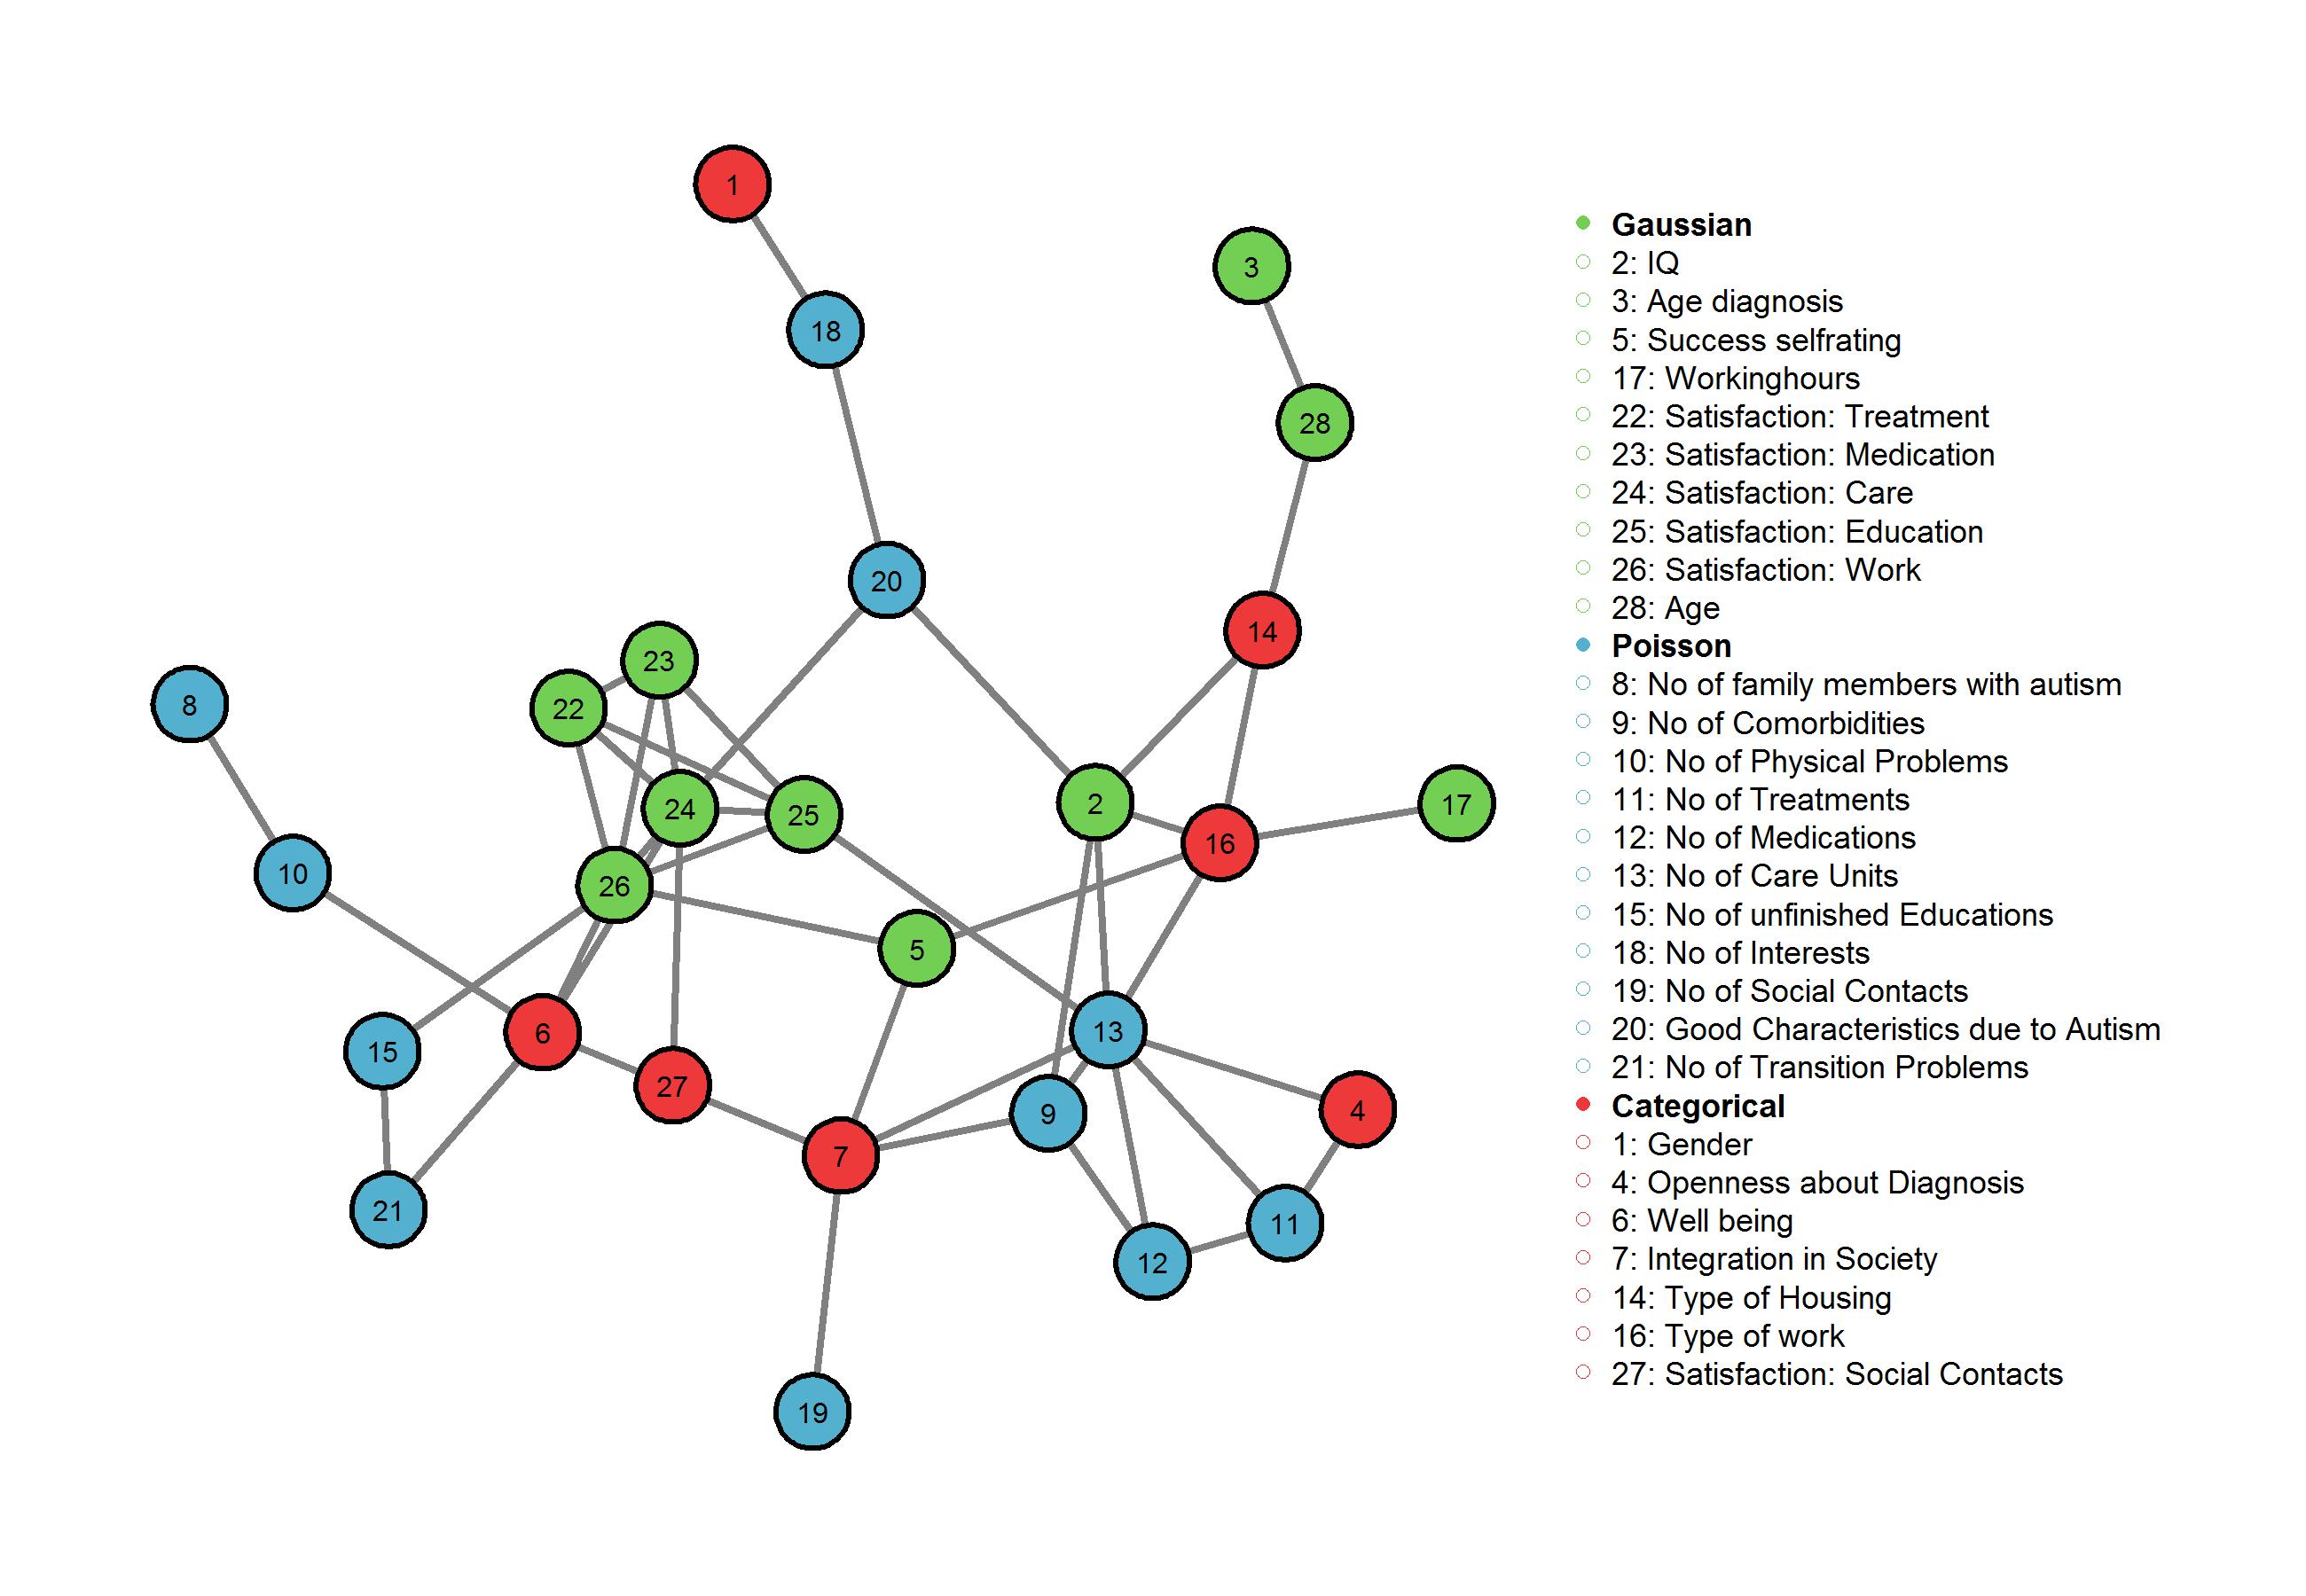 1
3
18
28
20
14
23
8
22
17
2
24
25
16
10
26
5
13
6
15
27
4
9
7
21
11
12
19
Gaussian
2: IQ
3: Age diagnosis
5: Success selfrating
17: Workinghours
22: Satisfaction: Treatment
23: Satisfaction: Medication
24: Satisfaction: Care
25: Satisfaction: Education
26: Satisfaction: Work
28: Age
Poisson
8: No of family members with autism
9: No of Comorbidities
10: No of Physical Problems
11: No of Treatments
12: No of Medications
13: No of Care Units
15: No of unfinished Educations
18: No of Interests
19: No of Social Contacts
20: Good Characteristics due to Autism
21: No of Transition Problems
Categorical
1: Gender
4: Openness about Diagnosis
6: Well being
7: Integration in Society
14: Type of Housing
16: Type of work
27: Satisfaction: Social Contacts